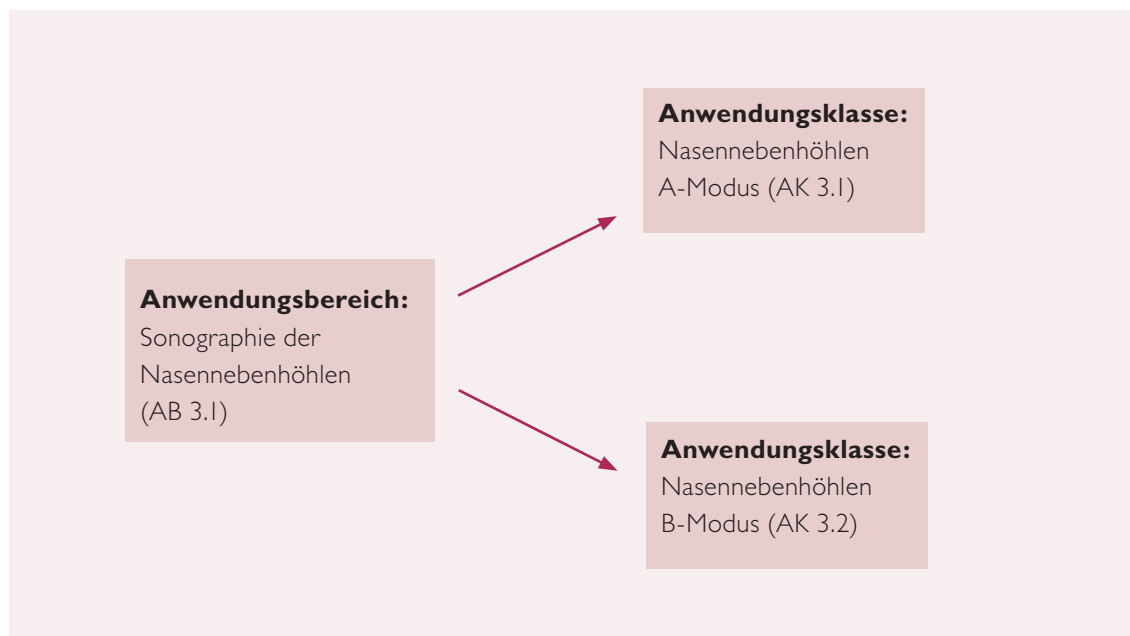 Anwendungsbereich:
Sonographie der
Nasennebenhöhlen
(AB 3.1)
Anwendungsklasse:
Nasennebenhöhlen
A-Modus (AK 3.1)
Anwendungsklasse:
Nasennebenhöhlen
B-Modus (AK 3.2)